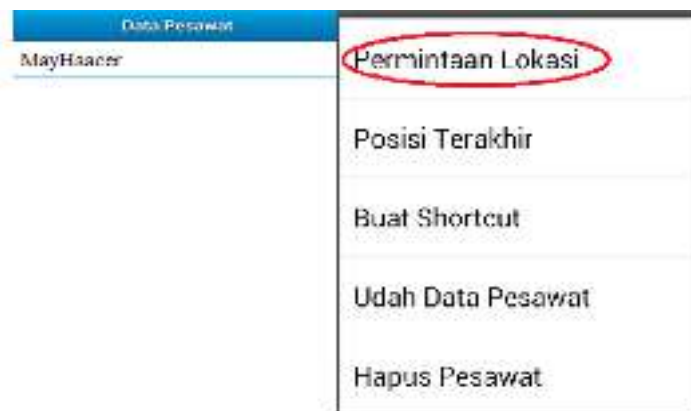 Data Pesawat
MayHaacer
Permintaan Lokasi
Posisi Terakhir
Buat Shortcut
Udah Data Pesawat
Hapus Pesawat